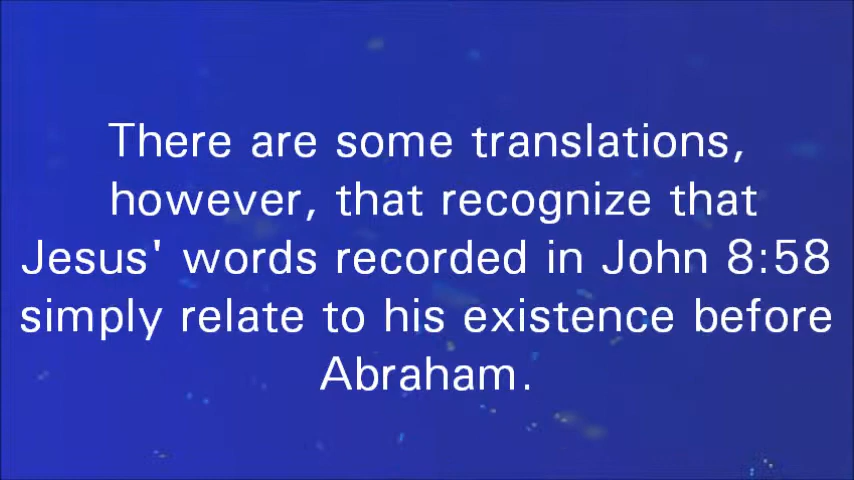 There are some translations,
however, that recognize that
Jesus' words recorded in John 8:58
simply relate to his existence before
Abraham.